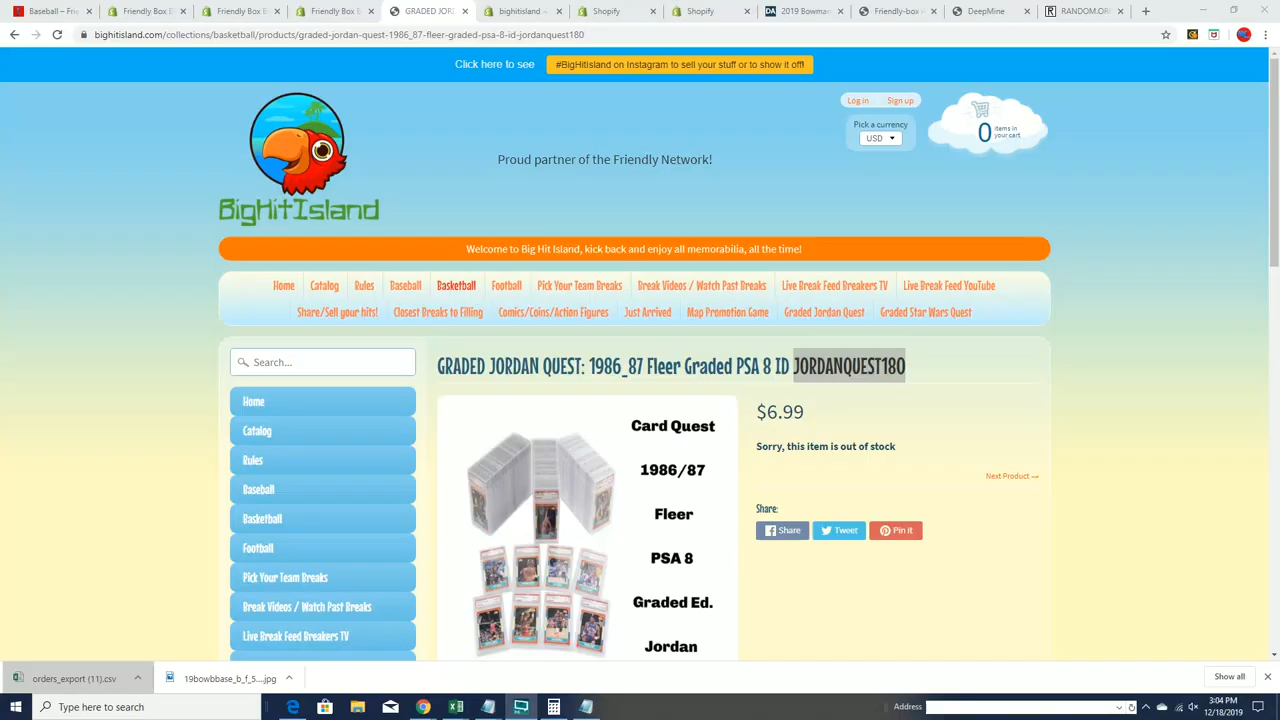 Baseball – Fri
Friendly Box B
Friendly Box B
Friendly Box B
GRADED JOR
bighitisland ~
Shopify
Shopify
2019 Bowman
Friendly-box
DeepMine
RANDOM.OR
bighitisland.com/collections/basketball/products/graded-jordan-quest-1986_87-fleer-graded-psa-8-id-jordanquest180
Click here to see
#BigHitIsland on Instagram to sell your stuff or to show it off!
Log in
Sign up
Pick a currency
USD
0 items in your cart
Proud partner of the Friendly Network!
BigHitIsland
Welcome to Big Hit Island, kick back and enjoy all memorabilia, all the time!
Home Catalog Rules Baseball Basketball Football Pick Your Team Breaks Break Videos / Watch Past Breaks Live Break Feed Breakers TV Live Break Feed YouTube
Share/Sell your hits! Closest Breaks to Filling Comics/Coins/Action Figures Just Arrived Map Promotion Game Graded Jordan Quest Graded Star Wars Quest
Search...
Home
Catalog
Rules
Baseball
Basketball
Football
Pick Your Team Breaks
Break Videos / Watch Past Breaks
Live Break Feed Breakers TV
GRADED JORDAN QUEST: 1986_87 Fleer Graded PSA 8 ID JORDANQUEST180
Card Quest
1986/87
Fleer
PSA 8
Graded Ed.
Jordan
$6.99
Sorry, this item is out of stock
Next Product →
Share:
Share
Tweet
Pin it
orders_export (11).csv
19bowbbase_b_f_5....jpg
Show all
Type here to search
Address
3:04 PM
12/18/2019